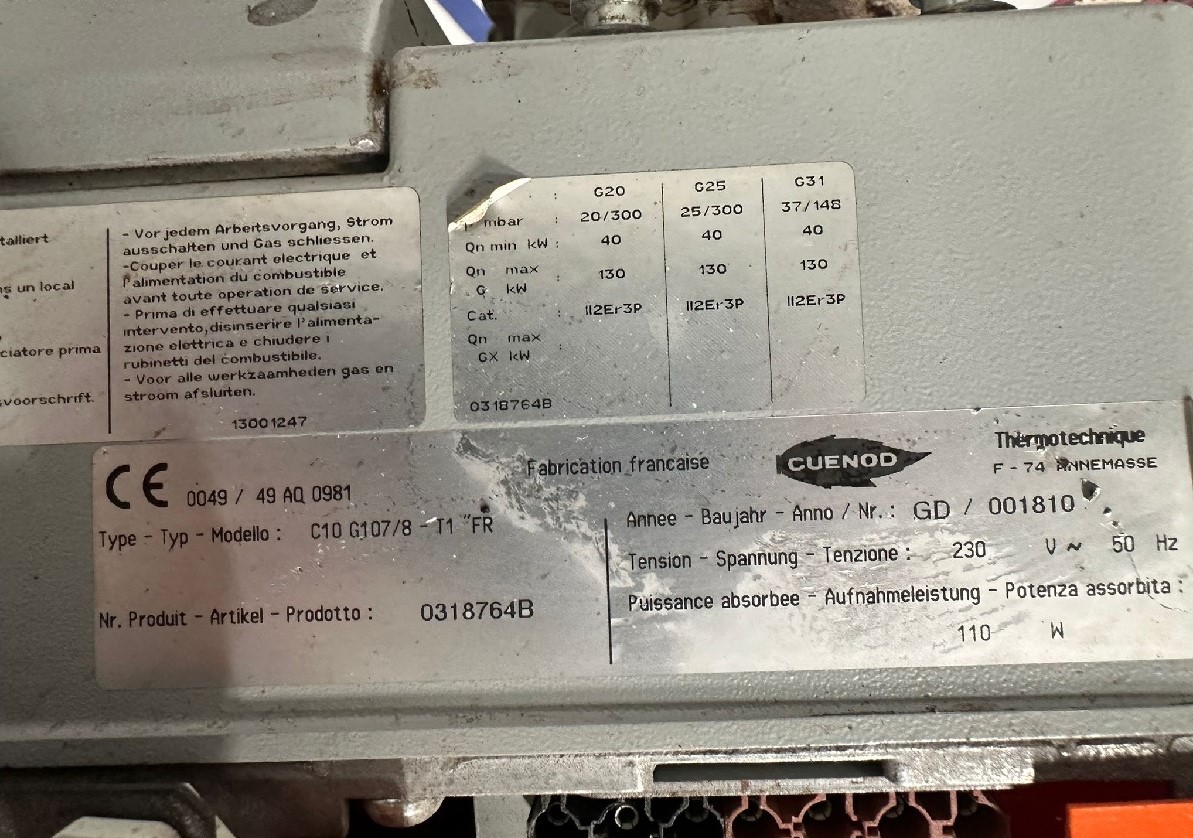 talliert
s un local
ciatore prima
voorschrift.
- Vor jedem Arbeitsvorgang, Strom
ausschalten und Gas schliessen.
-Couper le courant electrique et
l'alimentation du combustible
avant toute operation de service.
- Prima di effettuare qualsiasi
intervento,disinserire l'alimenta-
zione elettrica e chudere i
rubinetti del combustibile.
- Voor alle werkzaamheden gas en
stroom afsluiten.
13001247
: G20 G25 G31
mbar : 20/300 25/300 37/148
Qn min kW : 40 40 40
Qn max
G kW : 130 130 130
Cat. : II2Er3P II2Er3P II2Er3P
Qn max
GX kW
0318764B
CE 0049 / 49 AQ 0981
Type - Typ - Modello : C10 G107/8 - T1 "FR
Nr. Produit - Artikel - Prodotto : 0318764B
Fabrication francaise
CUENOD
Thermotechnique
F - 74 ANNEMASSE
Annee - Baujahr - Anno / Nr. : GD / 001810
Tension - Spannung - Tenzione : 230 V ~ 50 Hz
Puissance absorbee - Aufnahmeleistung - Potenza assorbita :
110 W